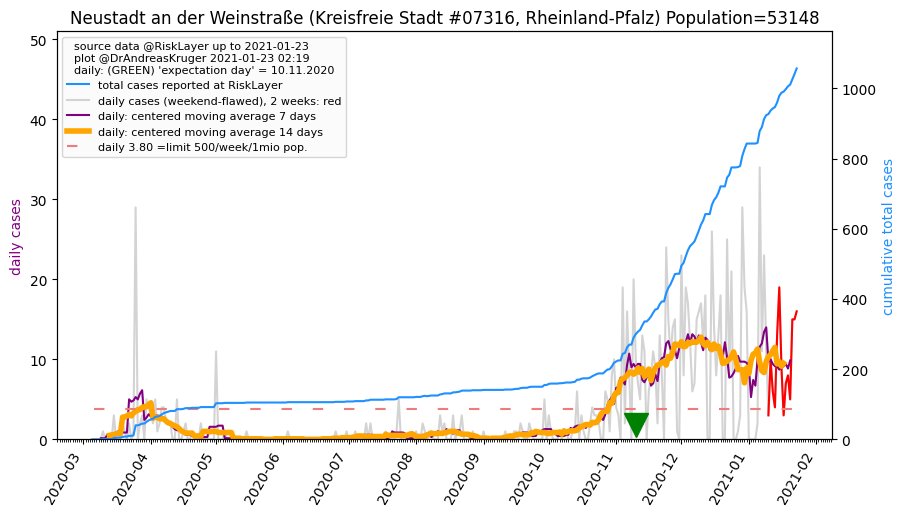 Neustadt an der Weinstraße (Kreisfreie Stadt #07316, Rheinland-Pfalz) Population=53148
source data @RiskLayer up to 2021-01-23
plot @DrAndreasKruger 2021-01-23 02:19
daily: (GREEN) 'expectation day' = 10.11.2020
total cases reported at RiskLayer
daily cases (weekend-flawed), 2 weeks: red
daily: centered moving average 7 days
daily: centered moving average 14 days
daily 3.80 =limit 500/week/1mio pop.
daily cases
50
40
30
20
10
0
cumulative total cases
1000
800
600
400
200
0
2020-03
2020-04
2020-05
2020-06
2020-07
2020-08
2020-09
2020-10
2020-11
2020-12
2021-01
2021-02